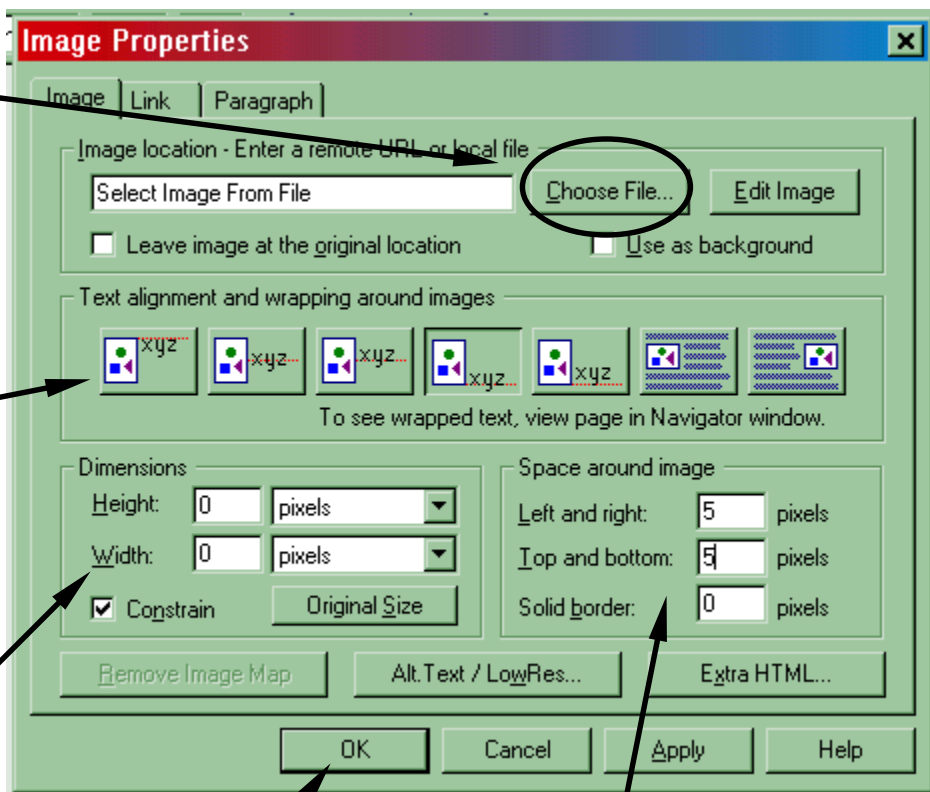 Image Properties
Image Link Paragraph
Image location - Enter a remote URL or local file
Select Image From File Choose File... Edit Image
Leave image at the original location Use as background
Text alignment and wrapping around images
xyz xyz xyz xyz xyz
To see wrapped text, view page in Navigator window.
Dimensions Space around image
Height: 0 pixels Left and right: 5 pixels
Width: 0 pixels Top and bottom: 5 pixels
Constrain Original Size Solid border: 0 pixels
Remove Image Map Alt.Text / LowRes... Extra HTML...
OK Cancel Apply Help